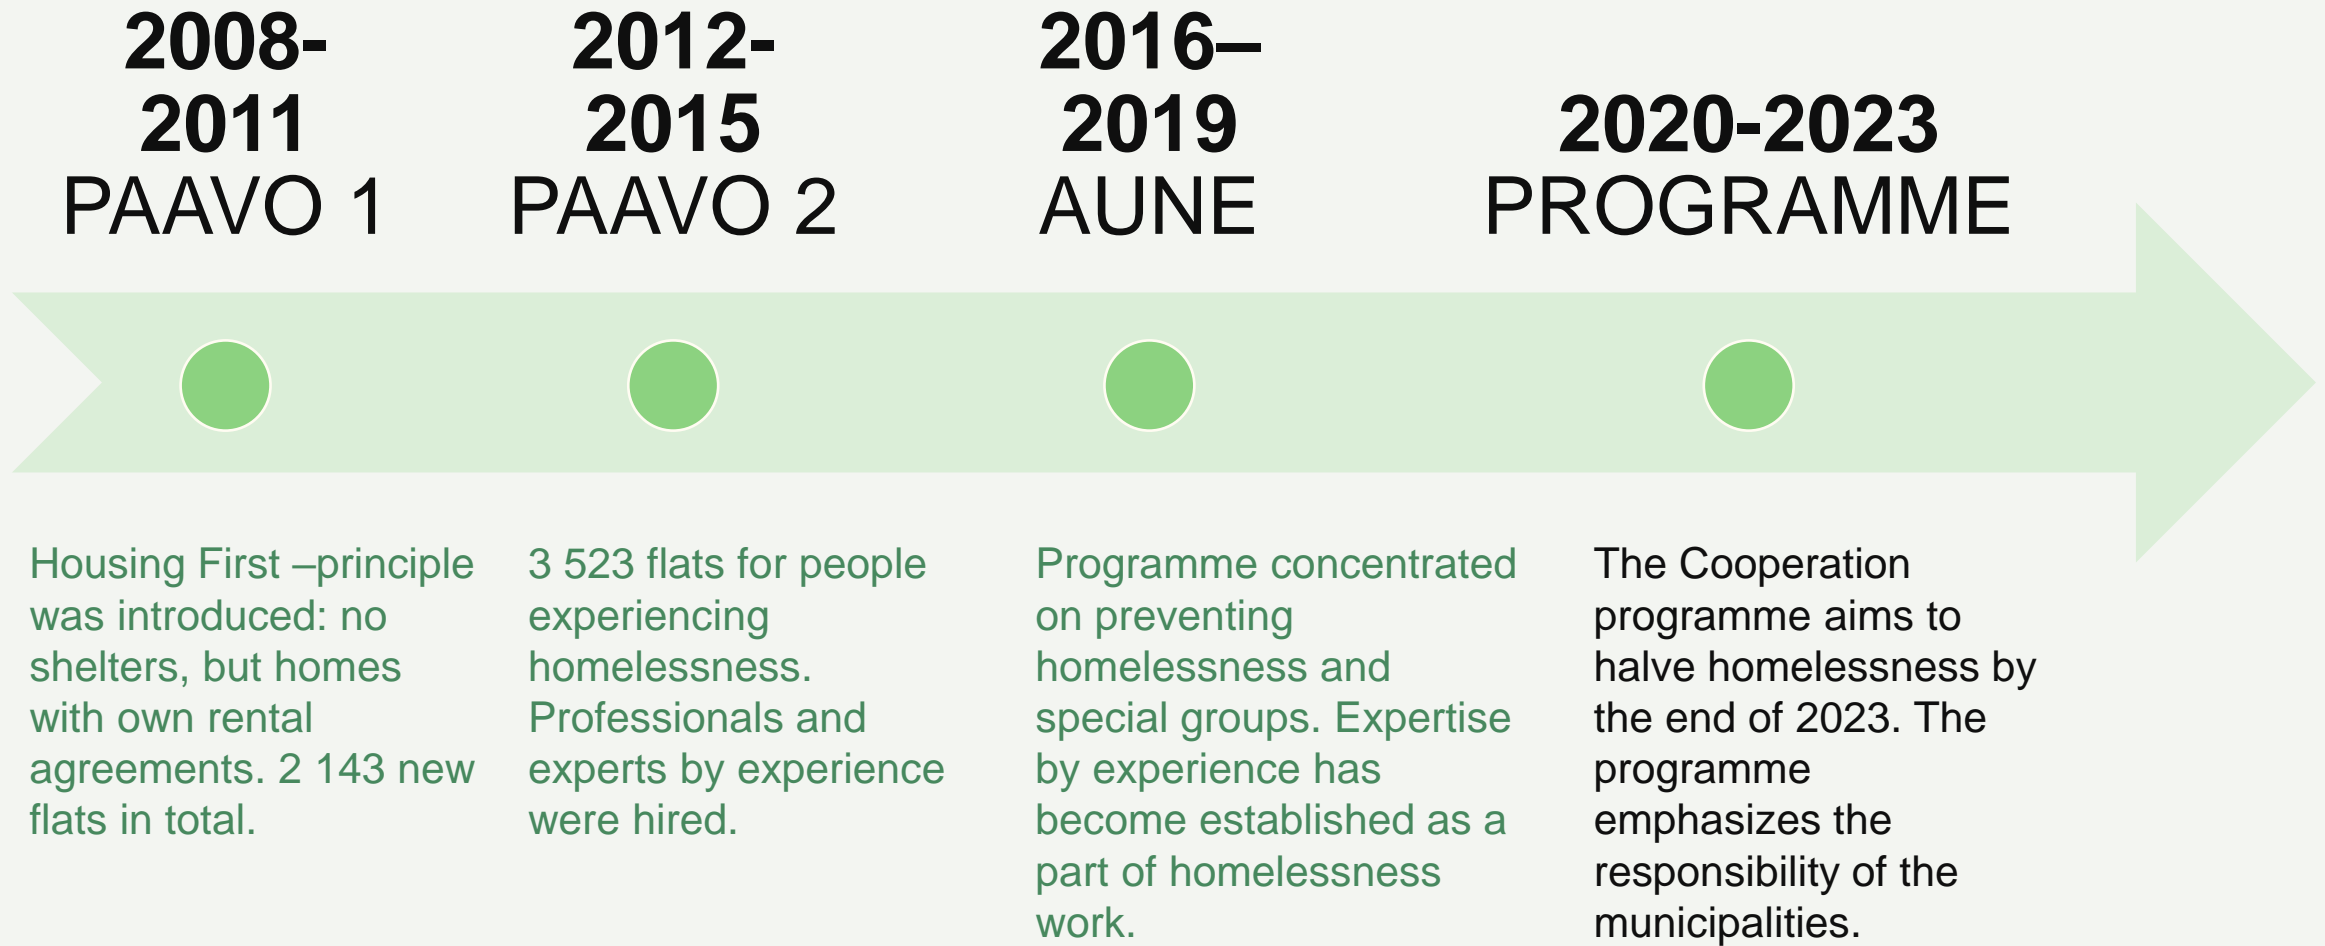 2008-
2011
PAAVO 1
2012-
2015
PAAVO 2
2016–
2019
AUNE
2020-2023
PROGRAMME
Housing First –principle
was introduced: no
shelters, but homes
with own rental
agreements. 2 143 new
flats in total.
3 523 flats for people
experiencing
homelessness.
Professionals and
experts by experience
were hired.
Programme concentrated
on preventing
homelessness and
special groups. Expertise
by experience has
become established as a
part of homelessness
work.
The Cooperation
programme aims to
halve homelessness by
the end of 2023. The
programme
emphasizes the
responsibility of the
municipalities.